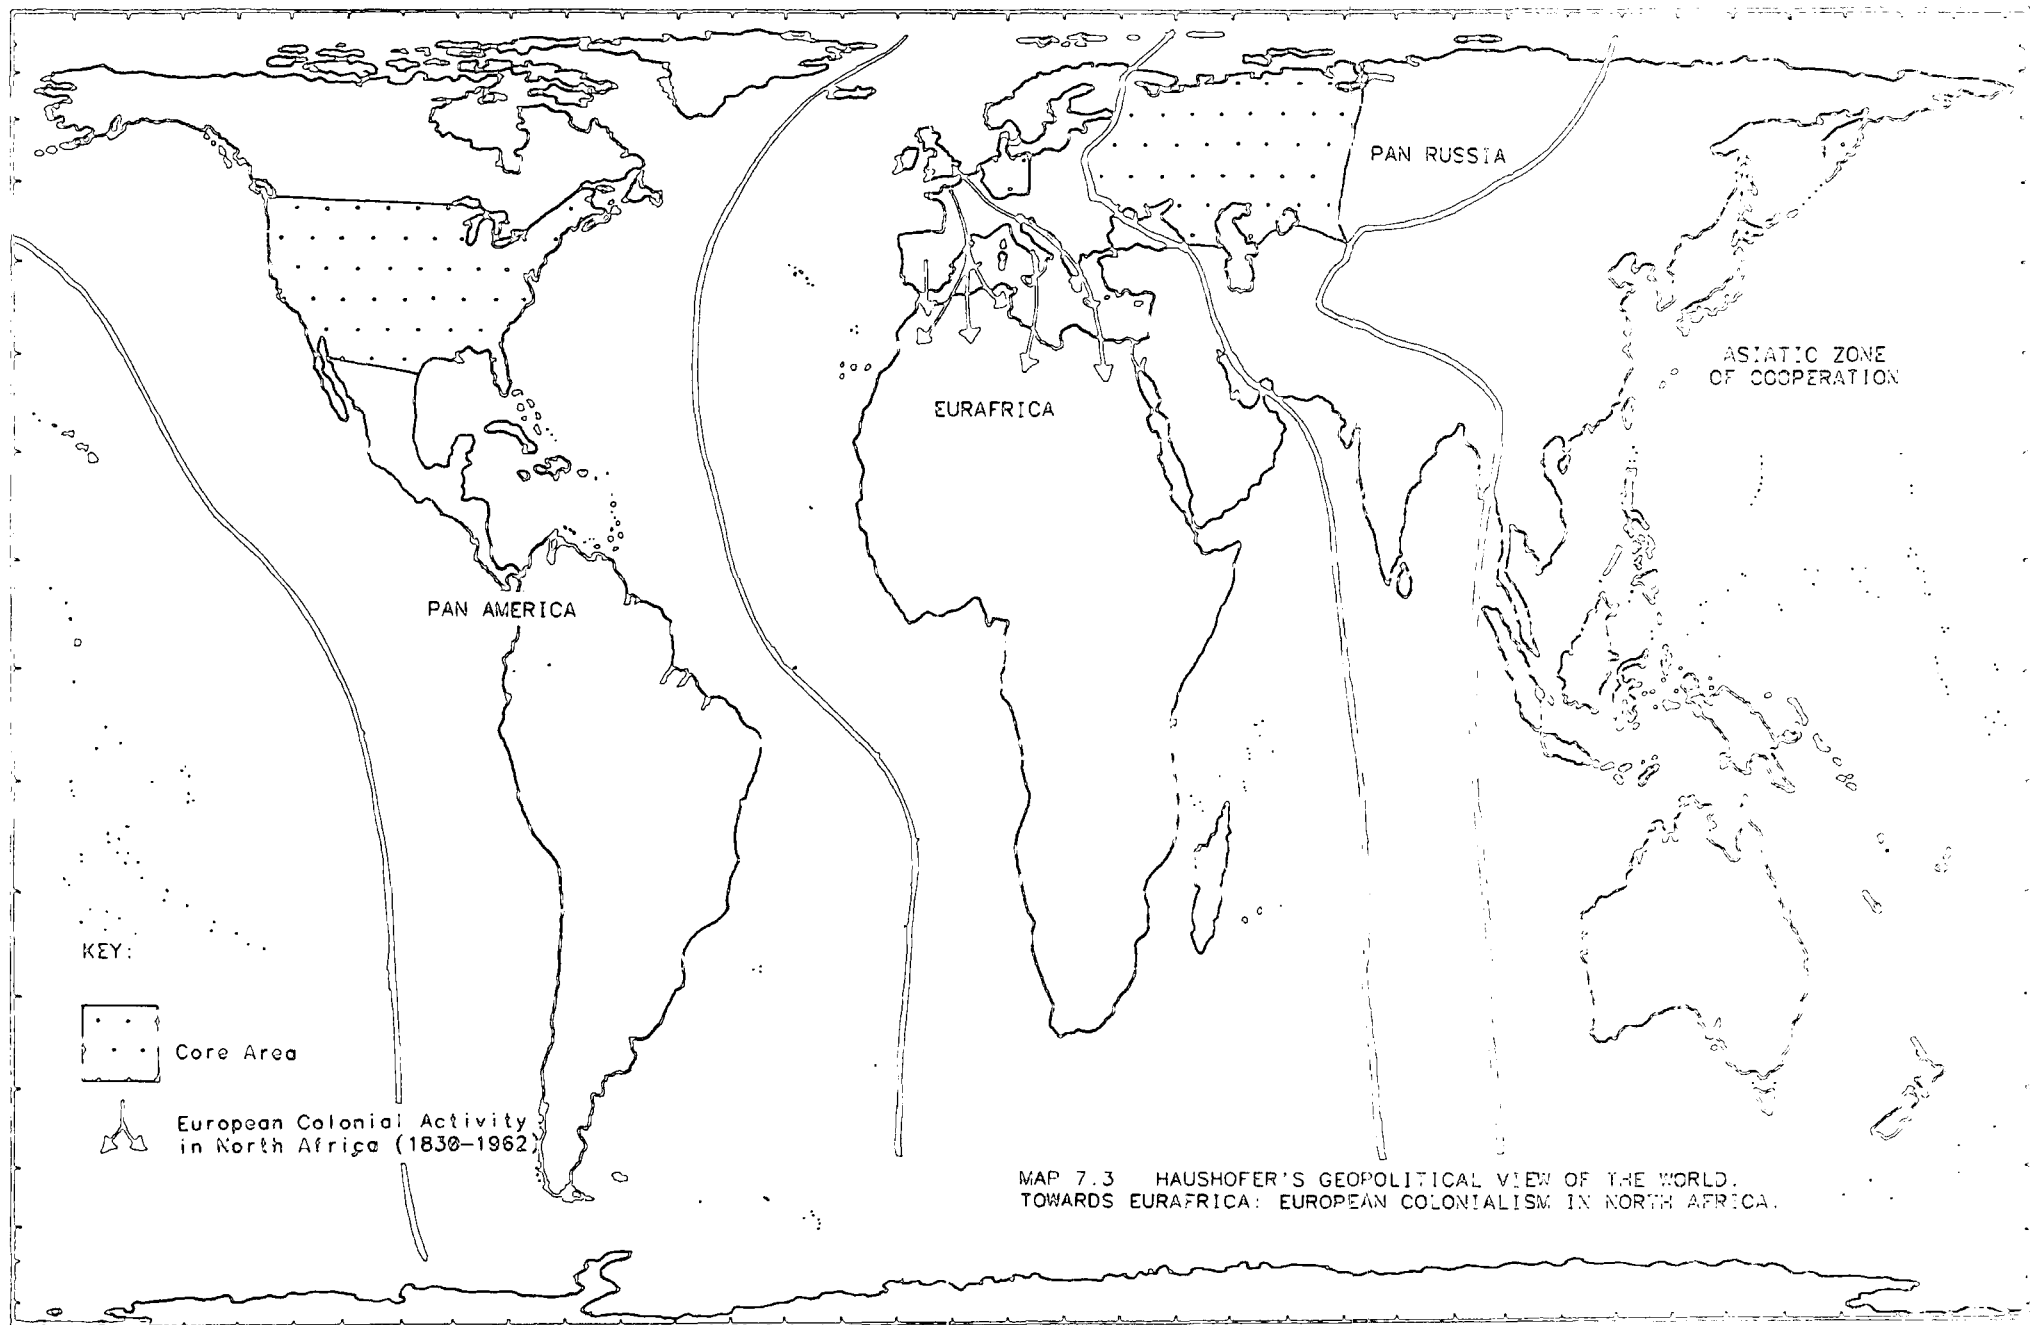 PAN RUSSIA
ASIATIC ZONE
OF COOPERATION
EURAFRICA
PAN AMERICA
KEY:
Core Area
European Colonial Activity
in North Africa (1830-1962)
MAP 7.3 HAUSHOFER'S GEOPOLITICAL VIEW OF THE WORLD.
TOWARDS EURAFRICA: EUROPEAN COLONIALISM IN NORTH AFRICA.